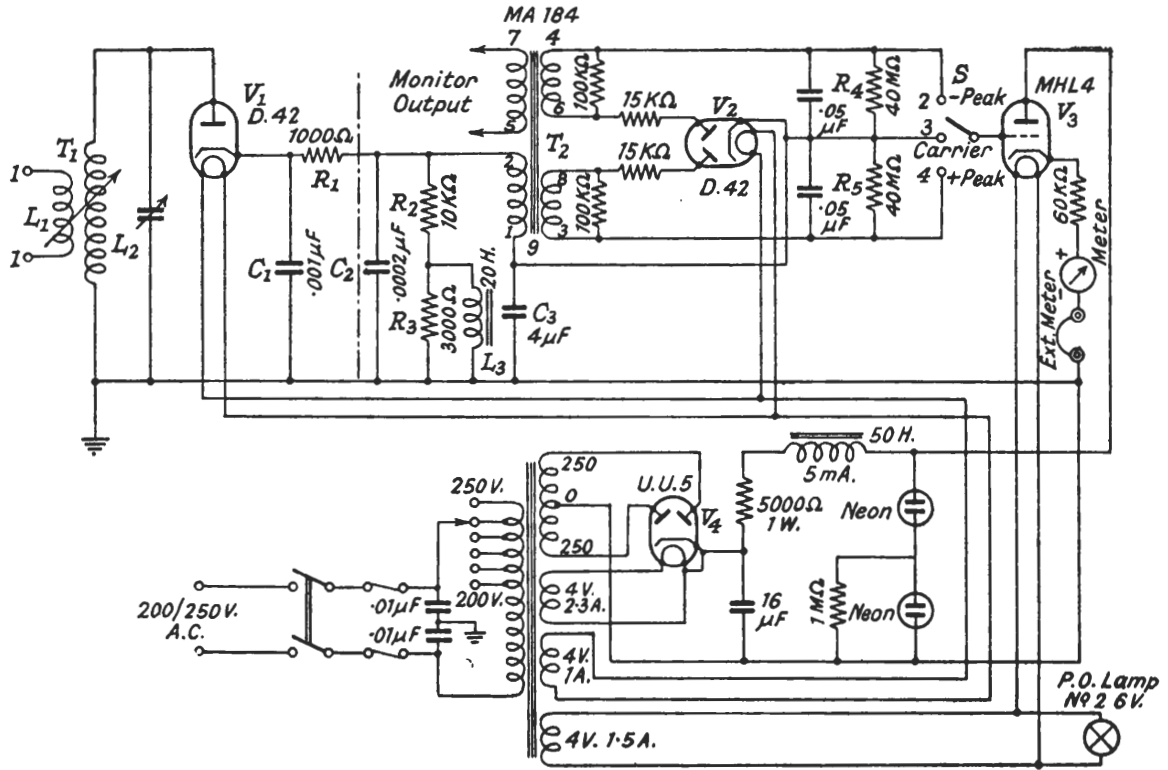 MA 184
7
4
Monitor
Output
100KΩ
6
5
15KΩ
V2
V1
D.42
1000Ω
R1
T1
1
L1
L2
1
2
T2
15KΩ
D.42
8
100KΩ
1
3
9
R2
10KΩ
R3
3000Ω
20H.
L3
C1
.001μF
C2
.0002μF
C3
4μF
.05
μF
R4
40MΩ
.05
μF
R5
40MΩ
S
2
-Peak
3
Carrier
4
+Peak
MHL4
V3
60KΩ
Meter
+
-
Ext. Meter
250V.
200V.
200/250V.
A.C.
.01μF
.01μF
250
0
250
U.U.5
V4
4V.
2·3A.
4V.
1A.
4V. 1·5A.
5000Ω
1W.
50H.
5mA.
16
μF
Neon
1MΩ
Neon
P.O. Lamp
Nº 2 6V.